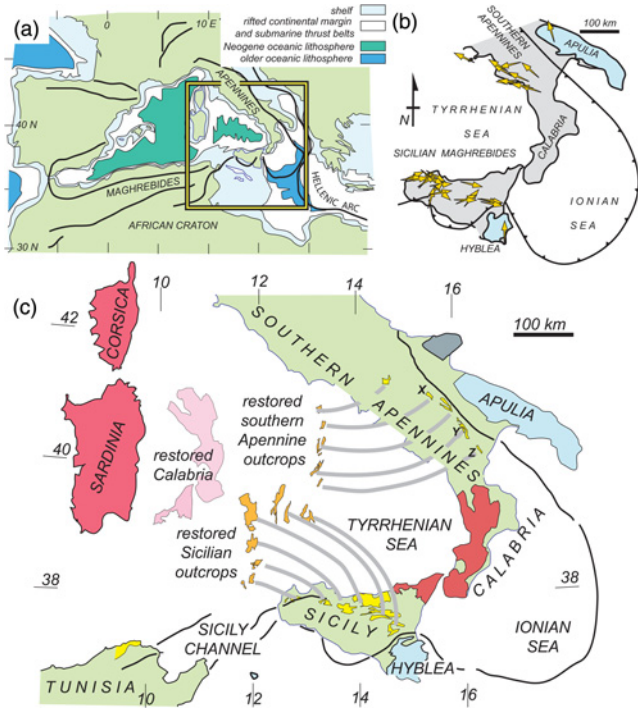 (a)
0
10 E
shelf
rifted continental margin
and submarine thrust belts
Neogene oceanic lithosphere
older oceanic lithosphere
APENNINES
40 N
MAGHREBIDES
AFRICAN CRATON
HELLENIC ARC
30 N
(b)
SOUTHERN
APENNINES
100 km
APULIA
N
TYRRHENIAN
SEA
CALABRIA
SICILIAN MAGHREBIDES
IONIAN
SEA
HYBLEA
(c)
10
12
14
16
42
CORSICA
100 km
SOUTHERN APENNINES
APULIA
SARDINIA
40
restored
Calabria
restored
southern
Apennine
outcrops
x
Y
z
restored
Sicilian
outcrops
TYRRHENIAN
SEA
CALABRIA
38
38
SICILY
SICILY
CHANNEL
IONIAN
SEA
HYBLEA
TUNISIA
10
12
14
16